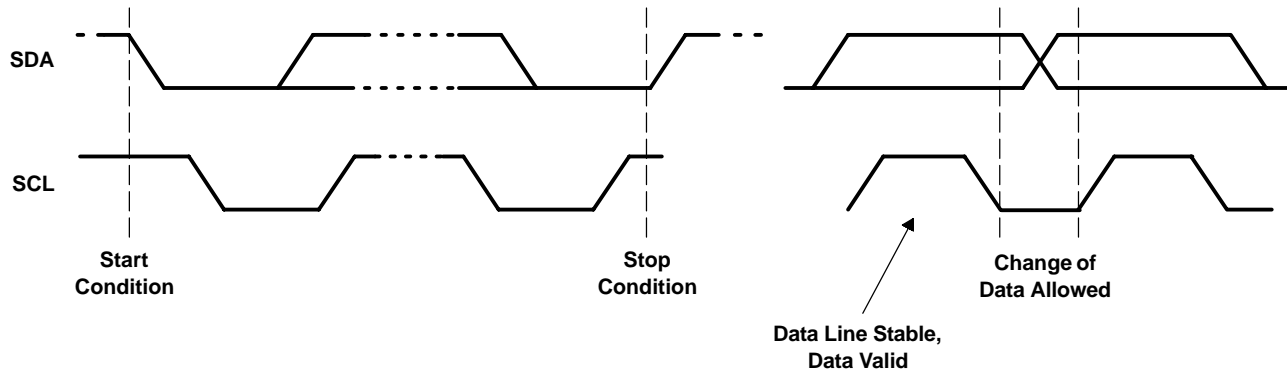 SDA
SCL
Start
Condition
Stop
Condition
Change of
Data Allowed
Data Line Stable,
Data Valid